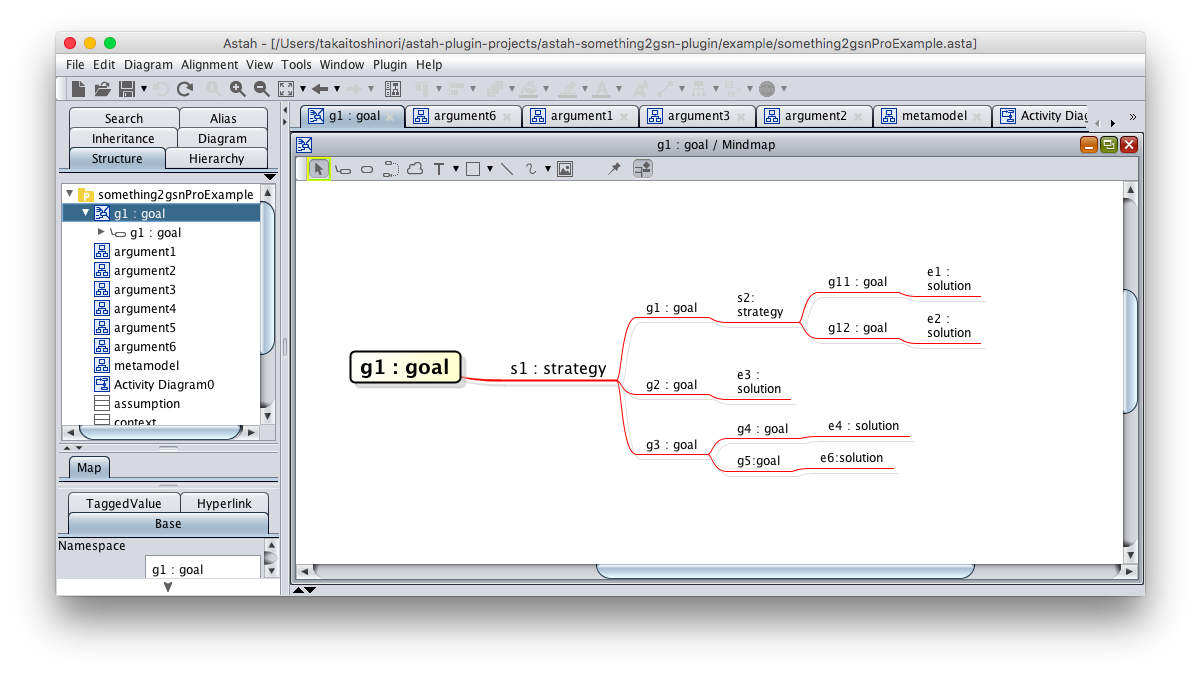 Astah - [/Users/takaitoshinori/astah-plugin-projects/astah-something2gsn-plugin/example/something2gsnProExample.asta]
File Edit Diagram Alignment View Tools Window Plugin Help
Search Alias
Inheritance Diagram
Structure Hierarchy
something2gsnProExample
g1 : goal
g1 : goal
argument1
argument2
argument3
argument4
argument5
argument6
metamodel
Activity Diagram0
assumption
context
Map
TaggedValue Hyperlink
Base
Namespace
g1 : goal
g1 : goal argument6 argument1 argument3 argument2 metamodel Activity Diag
g1 : goal / Mindmap
T
g1 : goal
s1 : strategy
g1 : goal
s2:
strategy
g11 : goal
e1 :
solution
g12 : goal
e2 :
solution
g2 : goal
e3 :
solution
g3 : goal
g4 : goal
e4 : solution
g5:goal
e6:solution